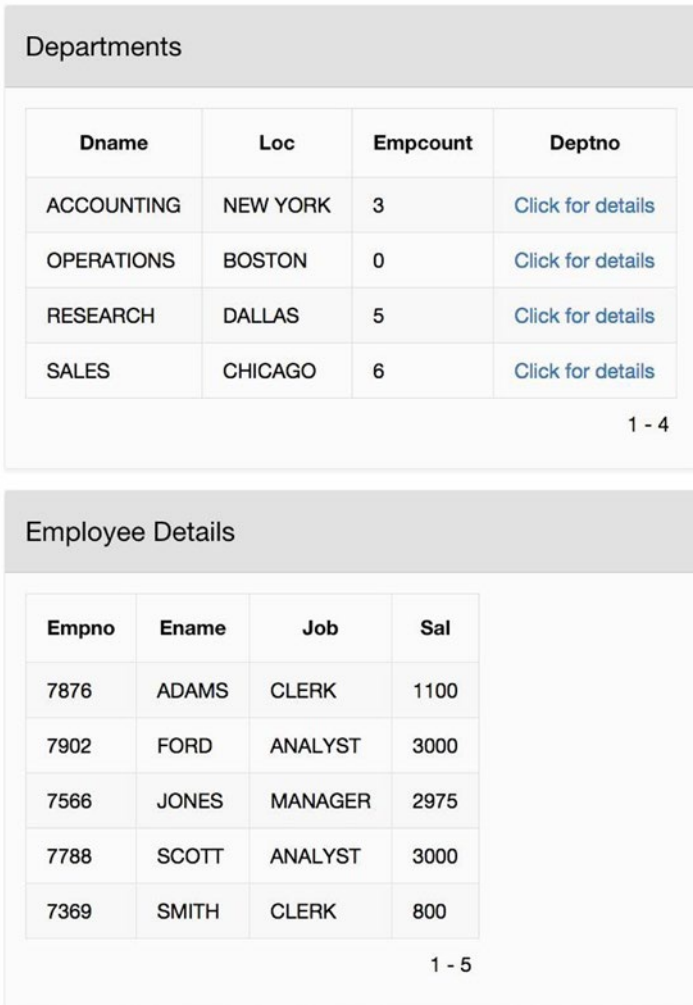 Departments
Dname Loc Empcount Deptno
ACCOUNTING NEW YORK 3 Click for details
OPERATIONS BOSTON 0 Click for details
RESEARCH DALLAS 5 Click for details
SALES CHICAGO 6 Click for details
1 - 4
Employee Details
Empno Ename Job Sal
7876 ADAMS CLERK 1100
7902 FORD ANALYST 3000
7566 JONES MANAGER 2975
7788 SCOTT ANALYST 3000
7369 SMITH CLERK 800
1 - 5